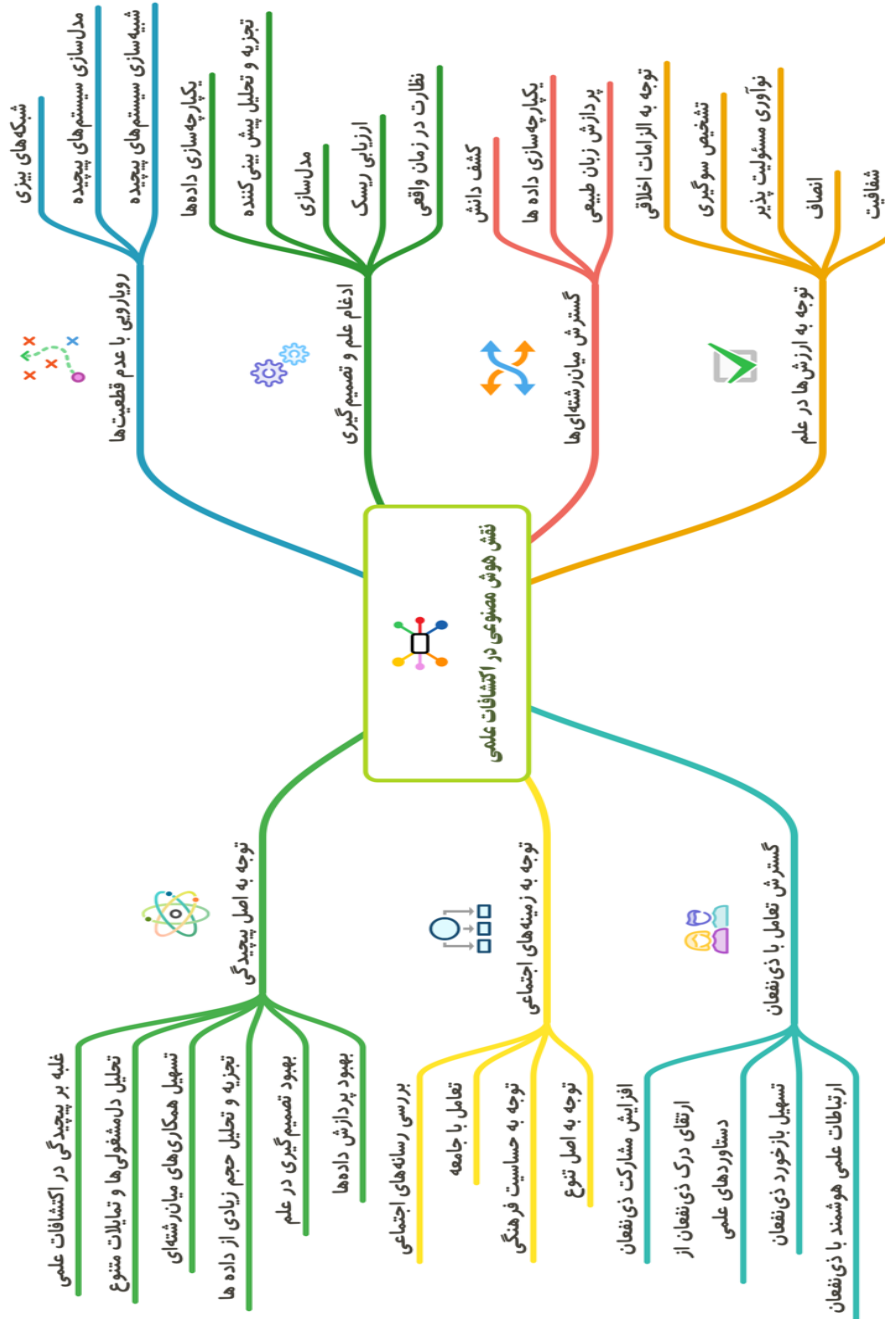 نقش هوش مصنوعی در اکتشافات علمی
رویارویی با عدم قطعیت‌ها
شبکه‌های بیزی
مدل‌سازی سیستم‌های پیچیده
شبیه‌سازی سیستم‌های پیچیده
ادغام علم و تصمیم‌گیری
یکپارچه‌سازی داده‌ها
تجزیه و تحلیل پیش بینی‌کننده
مدل‌سازی
ارزیابی ریسک
نظارت در زمان واقعی
گسترش میان‌رشته‌ای‌ها
کشف دانش
یکپارچه‌سازی داده ها
پردازش زبان طبیعی
توجه به ارزش‌ها در علم
توجه به الزامات اخلاقی
تشخیص سوگیری
نوآوری مسئولیت پذیر
انصاف
شفافیت
توجه به اصل پیچیدگی
غلبه بر پیچیدگی در اکتشافات علمی
تحلیل دل‌مشغولی‌ها و تمایلات متنوع
تسهیل همکاری‌های میان‌رشته‌ای
تجزیه و تحلیل حجم زیادی از داده ها
بهبود تصمیم‌گیری در علم
بهبود پردازش داده‌ها
توجه به زمینه‌های اجتماعی
بررسی رسانه‌های اجتماعی
تعامل با جامعه
توجه به حساسیت فرهنگی
توجه به اصل تنوع
گسترش تعامل با ذی‌نفعان
افزایش مشارکت ذی‌نفعان
ارتقای درک ذی‌نفعان از
دستاوردهای علمی
تسهیل بازخورد ذی‌نفعان
ارتباطات علمی هوشمند با ذی‌نفعان